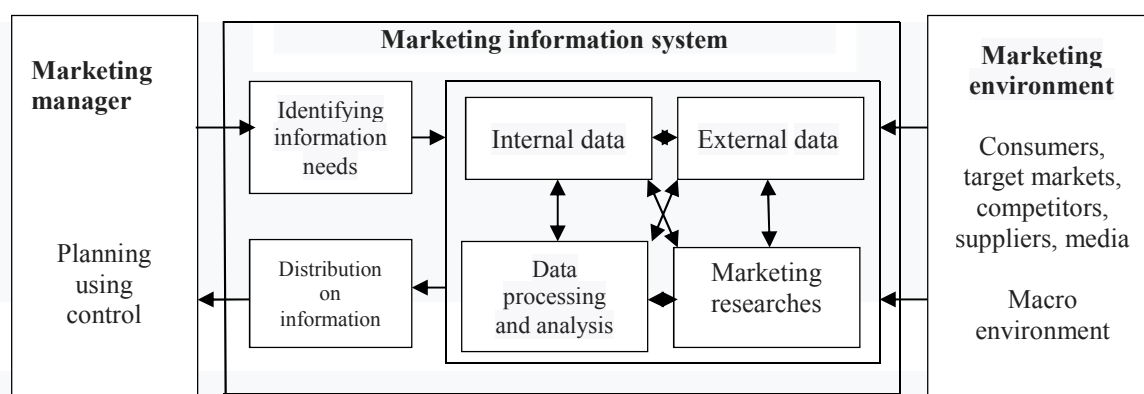 Marketing
manager
Planning
using
control
Marketing information system
Identifying
information
needs
Internal data
External data
Distribution
on
information
Data
processing
and analysis
Marketing
researches
Marketing
environment
Consumers,
target markets,
competitors,
suppliers, media
Macro
environment